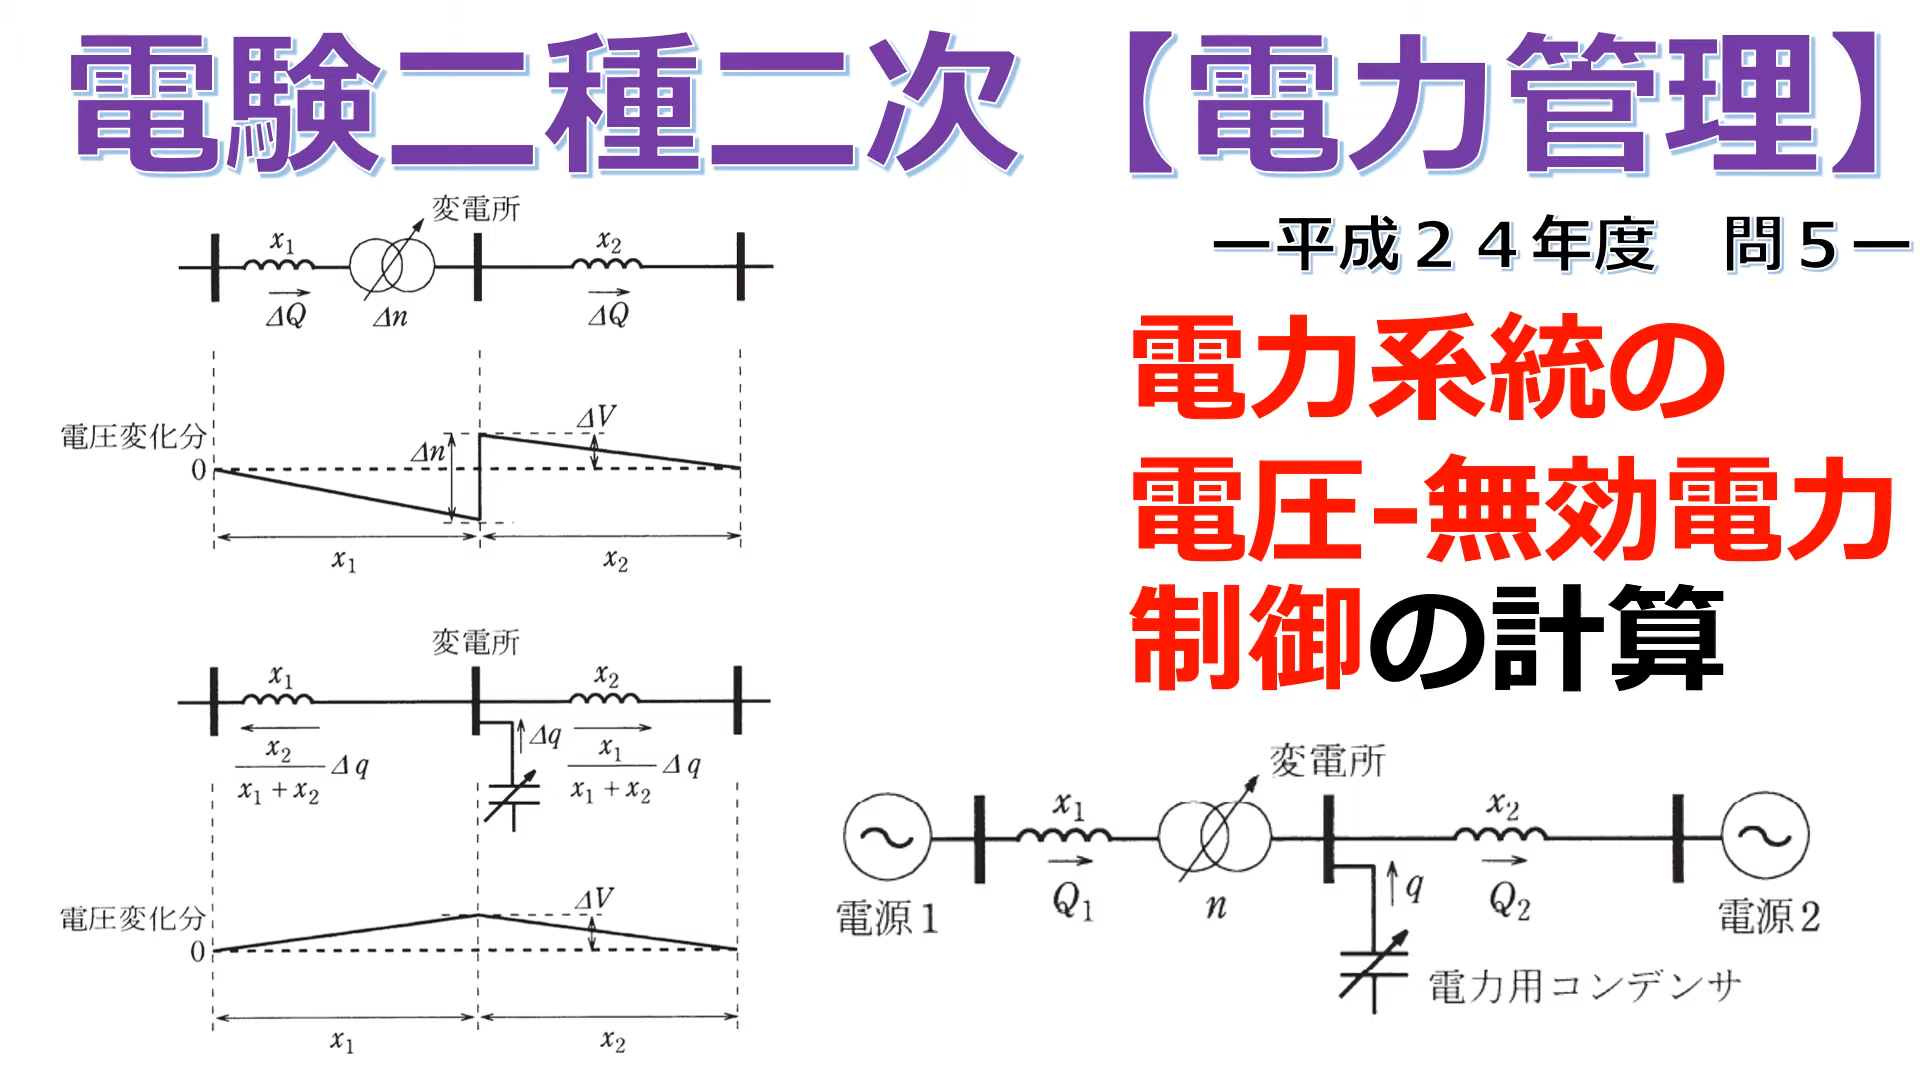 電験二種二次【電力管理】
―平成２４年度　問５―
電力系統の
電圧-無効電力
制御の計算
変電所
x1 x2
ΔQ Δn ΔQ
電圧変化分
0
Δn
ΔV
x1 x2
変電所
x1 x2
x2
x1 + x2
Δq
Δq
x1
x1 + x2
Δq
電圧変化分
0
ΔV
x1 x2
変電所
x1 x2
Q1 n q Q2
電源1 電源2
電力用コンデンサ